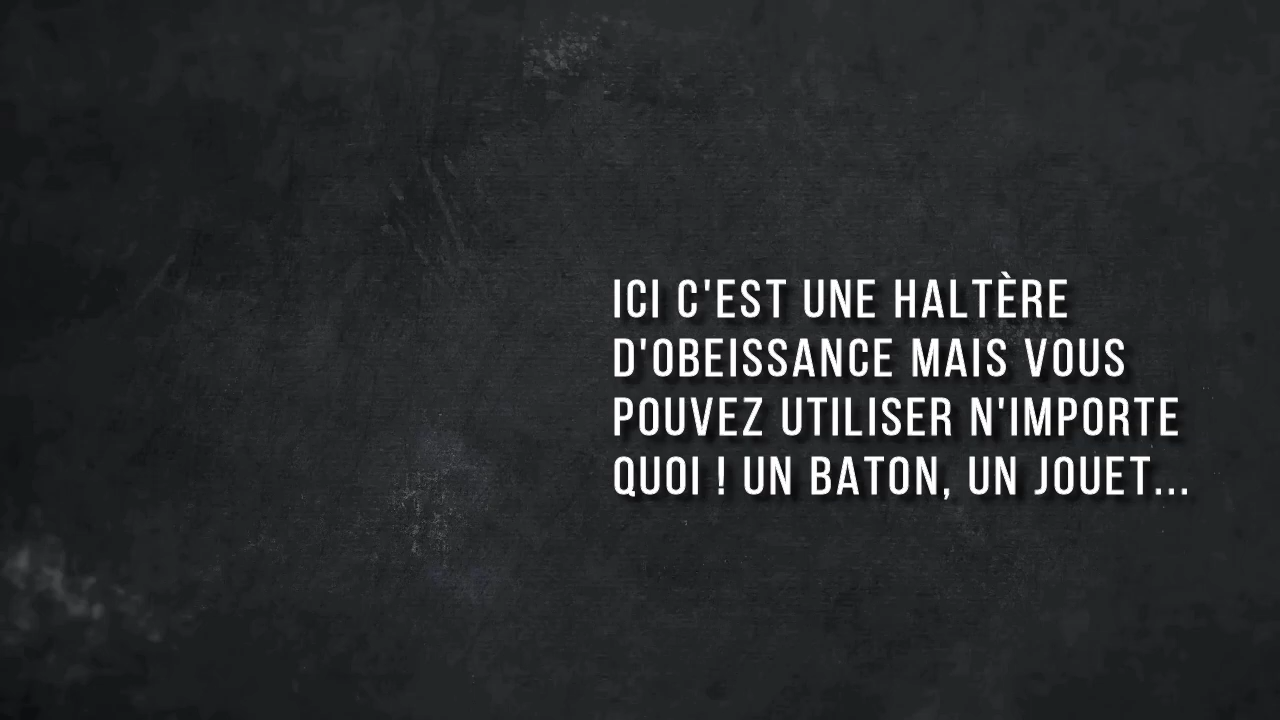 ICI C'EST UNE HALTÈRE
D'OBEISSANCE MAIS VOUS
POUVEZ UTILISER N'IMPORTE
QUOI ! UN BATON, UN JOUET...